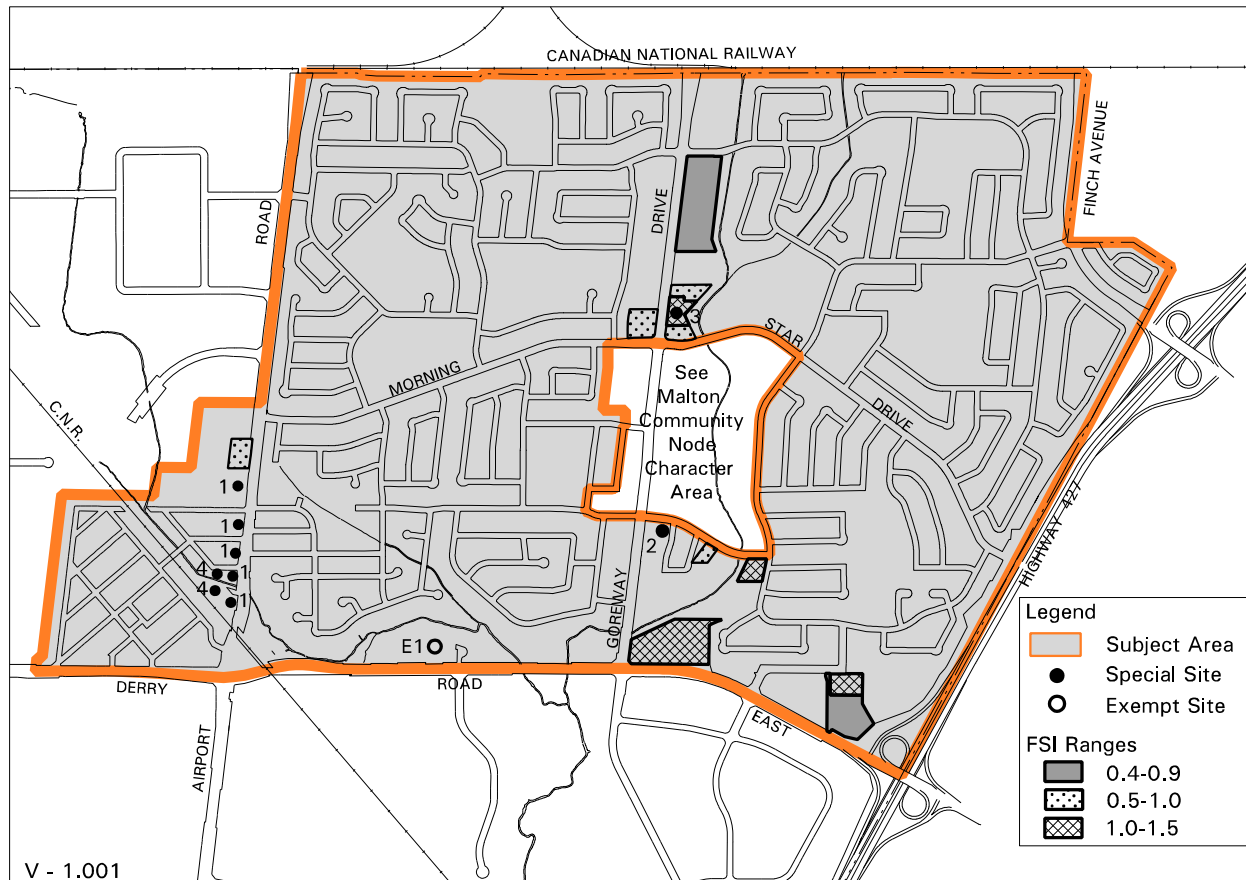 CANADIAN NATIONAL RAILWAY
FINCH AVENUE
ROAD
DRIVE
3
STAR
MORNING
DRIVE
See
Malton
Community
Node
Character
Area
C.N.R.
1
1
1
4
1
4
1
2
HIGHWAY 427
GOREWAY
E1
DERRY
ROAD
EAST
AIRPORT
Legend
Subject Area
Special Site
Exempt Site
FSI Ranges
0.4-0.9
0.5-1.0
1.0-1.5
V - 1.001